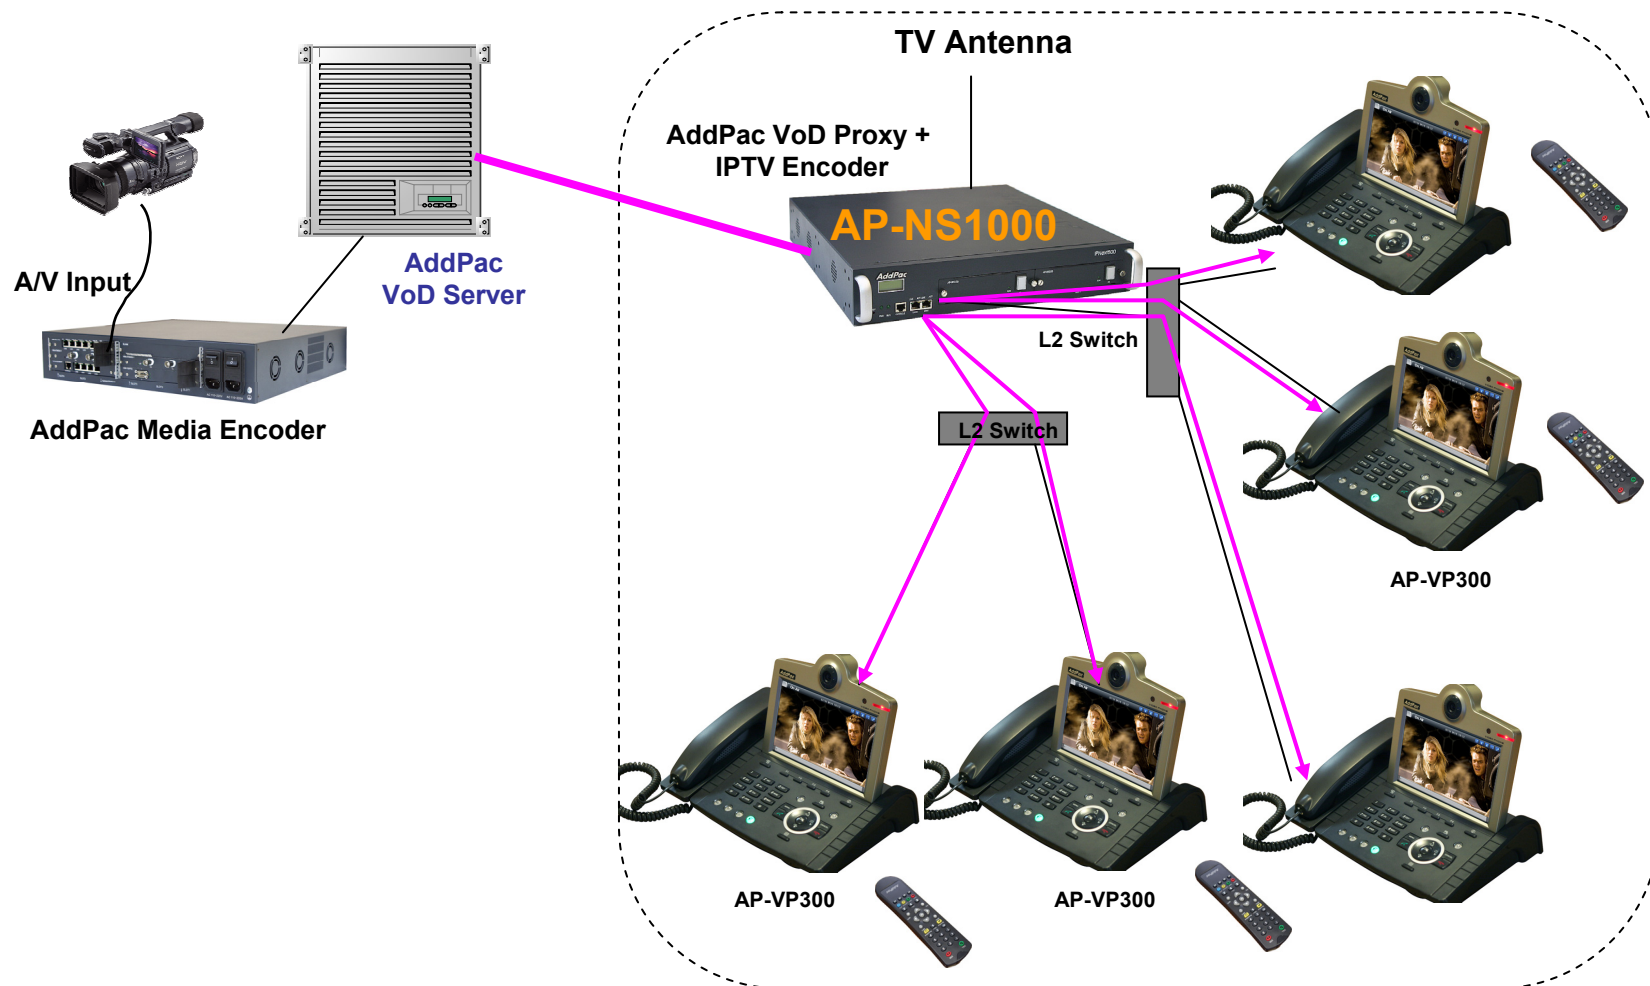 TV Antenna
AddPac VoD Proxy +
IPTV Encoder
AP-NS1000
AddPac
A/V Input
AddPac
VoD Server
AddPac Media Encoder
L2 Switch
L2 Switch
AP-VP300
AP-VP300
AP-VP300